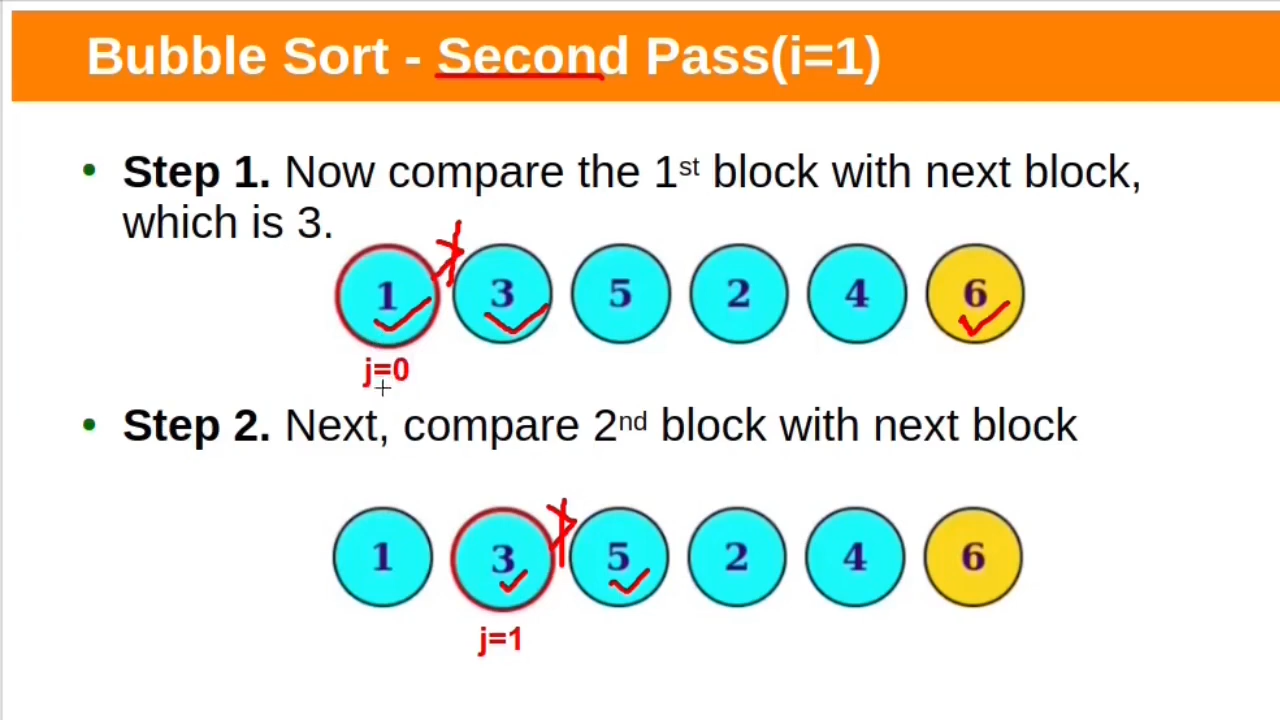 Bubble Sort - Second Pass(i=1)
• Step 1. Now compare the 1st block with next block,
which is 3.
1 3 5 2 4 6
j=0
• Step 2. Next, compare 2nd block with next block
1 3 5 2 4 6
j=1